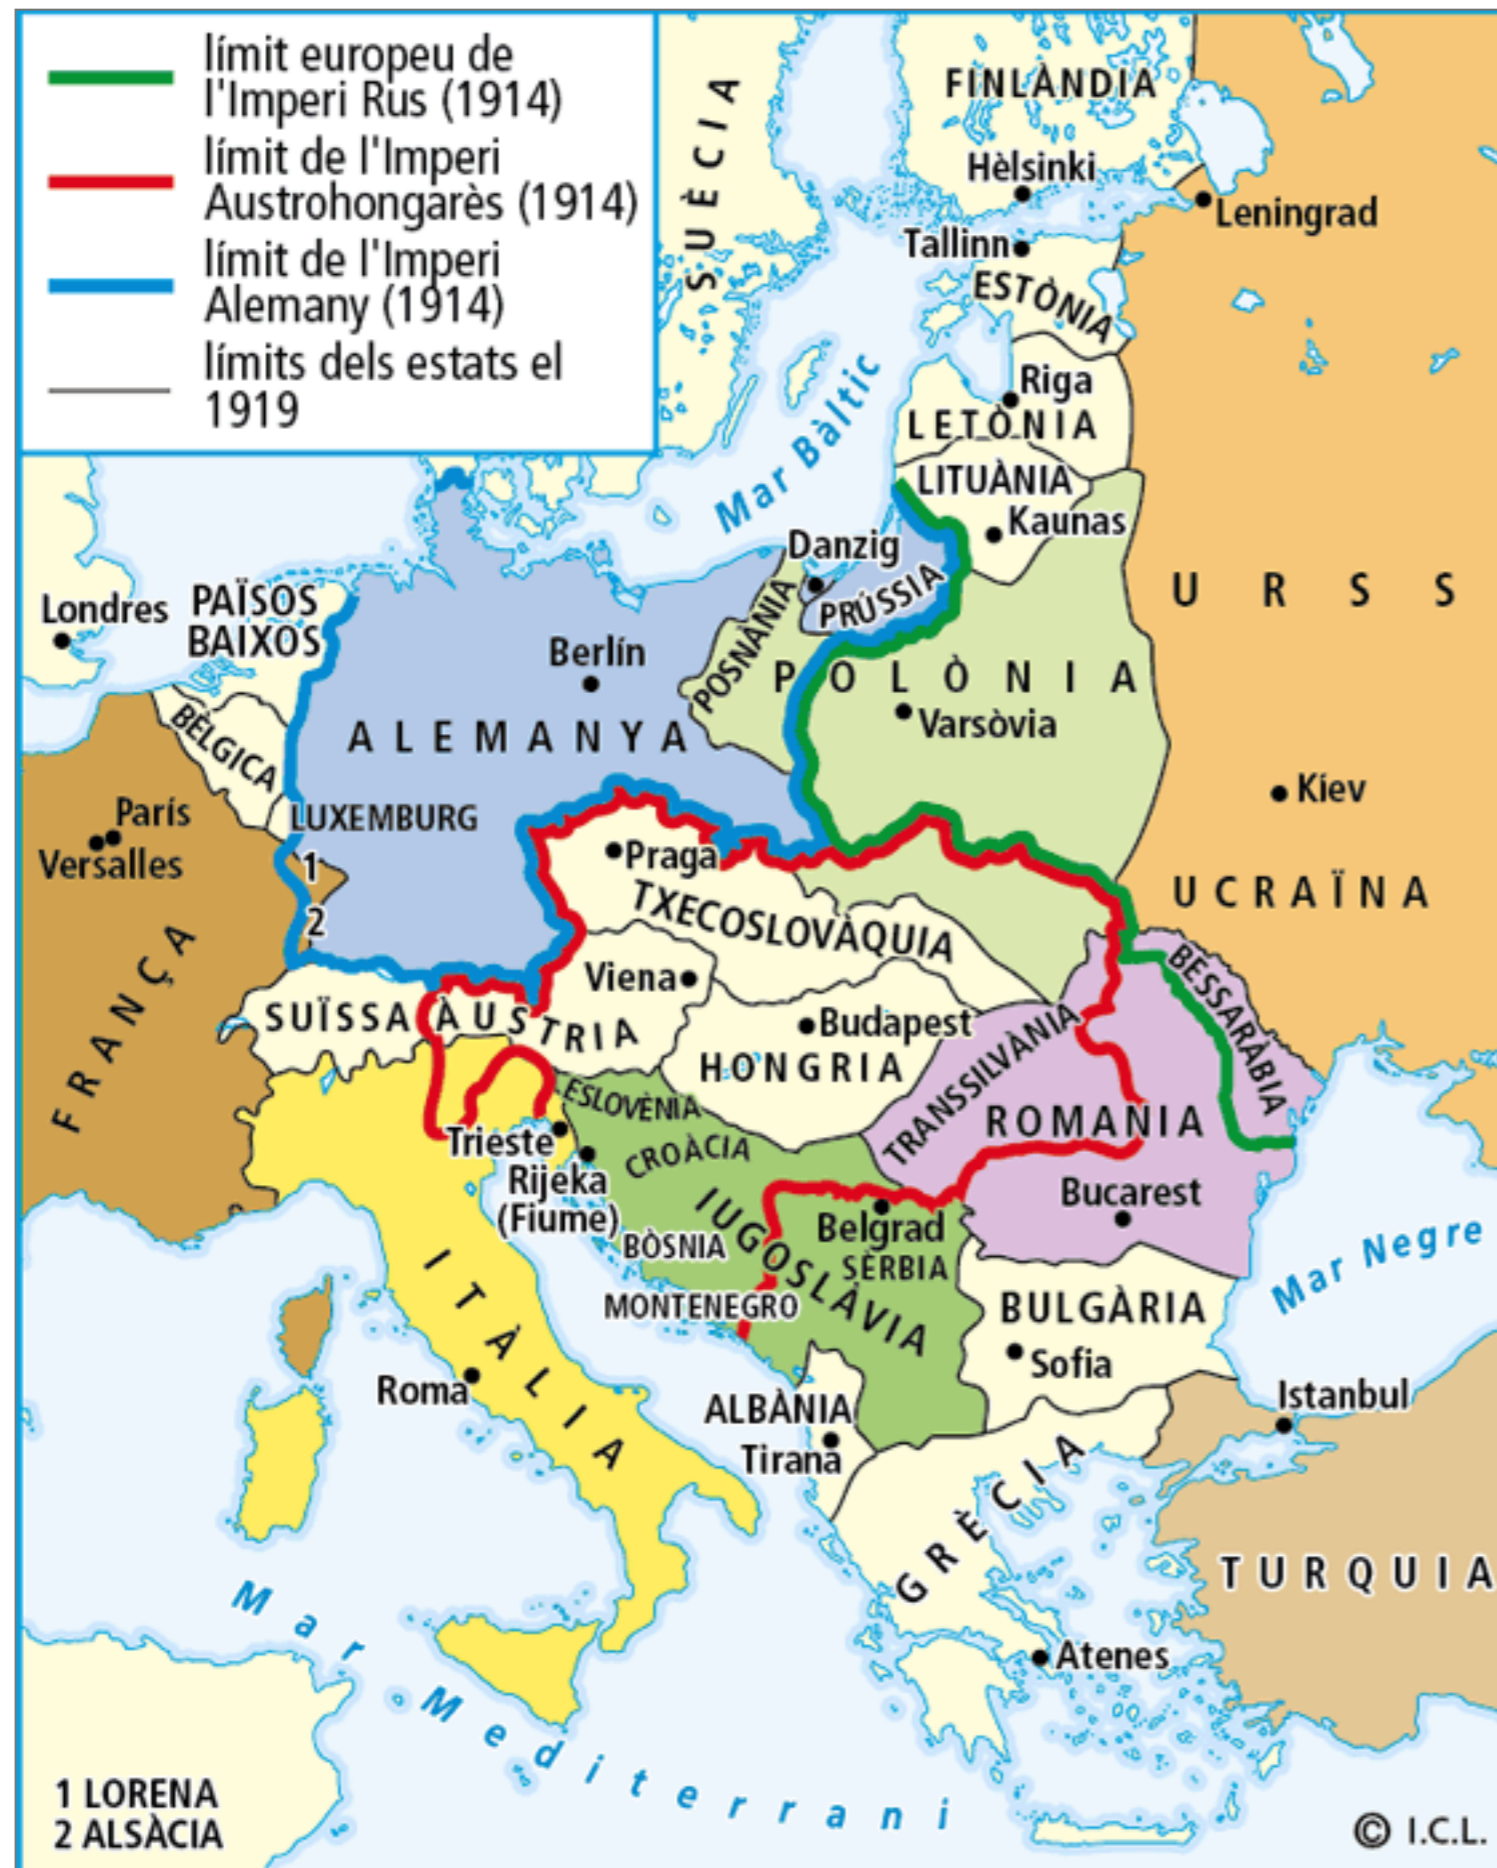 límit europeu de
l'Imperi Rus (1914)
límit de l'Imperi
Austrohongarès (1914)
límit de l'Imperi
Alemany (1914)
límits dels estats el
1919
SUÈCIA
FINLÀNDIA
Hèlsinki
Leningrad
Tallinn
ESTÒNIA
Riga
LETÒNIA
Mar Bàltic
LITUÀNIA
Kaunas
Danzig
PRÚSSIA
URSS
Londres
PAÏSOS
BAIXOS
Berlín
POSNÀNIA
POLÒNIA
Varsòvia
BÈLGICA
ALEMANYA
Kíev
París
Versalles
LUXEMBURG
1
2
Praga
TXECOSLOVÀQUIA
UCRAÏNA
FRANÇA
Viena
BESSARÀBIA
SUÏSSA
ÀUSTRIA
Budapest
HONGRIA
TRANSSILVÀNIA
ROMANIA
ESLOVÈNIA
CROÀCIA
Trieste
Rijeka
(Fiume)
IUGOSLÀVIA
Belgrad
SÈRBIA
Bucarest
BÒSNIA
MONTENEGRO
Mar Negre
ITÀLIA
BULGÀRIA
Sofia
Roma
ALBÀNIA
Tirana
Istanbul
GRÈCIA
TURQUIA
Atenes
Mar Mediterrani
1 LORENA
2 ALSÀCIA
© I.C.L.